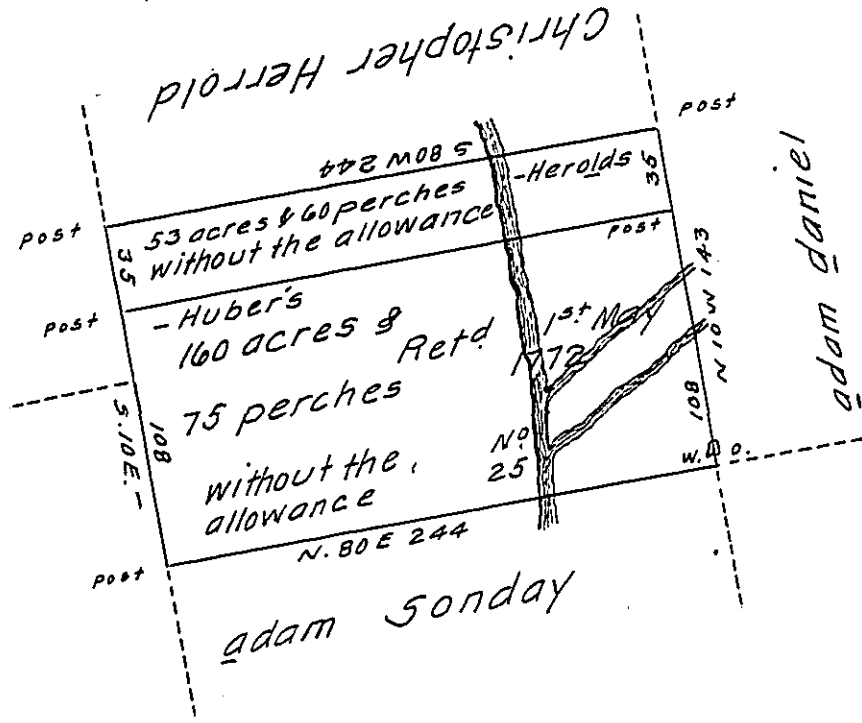 Christopher Herrold
post
S 80 W 244
-Herolds
35
post
53 acres & 60 perches
without the allowance
35
post
post
- Huber's
160 acres &
75 perches
without the
allowance
Retd 1st May
1772
No
25
N 10 W 143
108
W. O.
S. 10 E. -
108
N. 80 E 244
post
adam daniel
adam Sonday